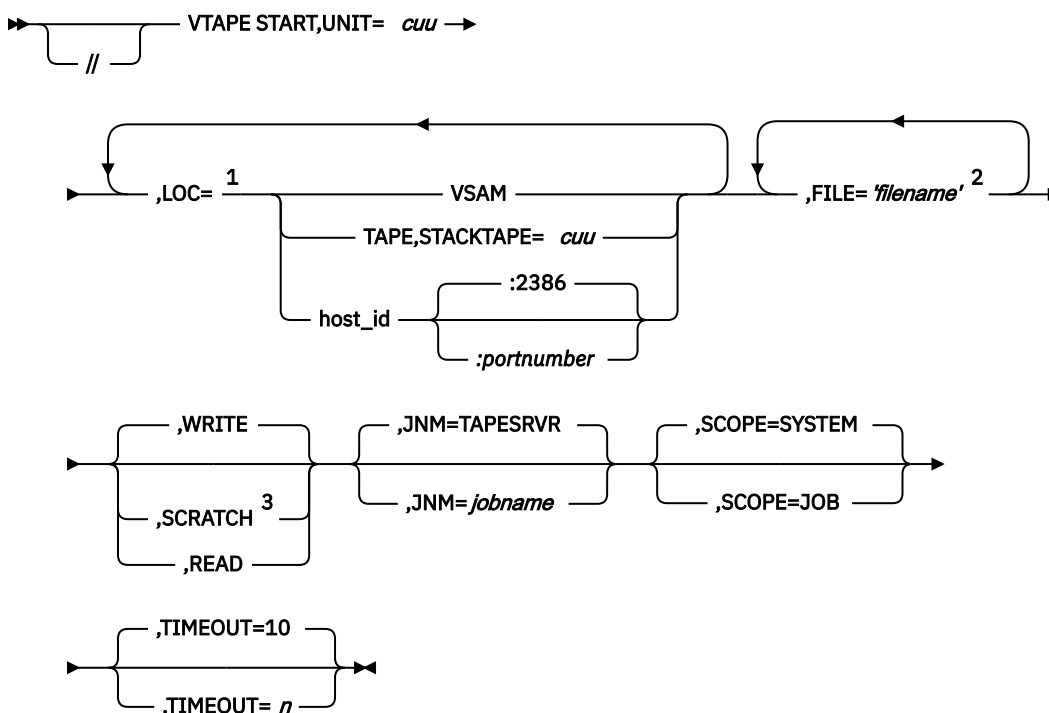 VTAPE START,UNIT= cuu
//
,LOC= 1 VSAM ,FILE= 'filename' 2
TAPE,STACKTAPE= cuu
:2386
host_id
:portnumber
,WRITE ,JNM=TAPESRVR ,SCOPE=SYSTEM
,SCRATCH 3 ,JNM=jobname ,SCOPE=JOB
,READ
,TIMEOUT=10
,TIMEOUT= n